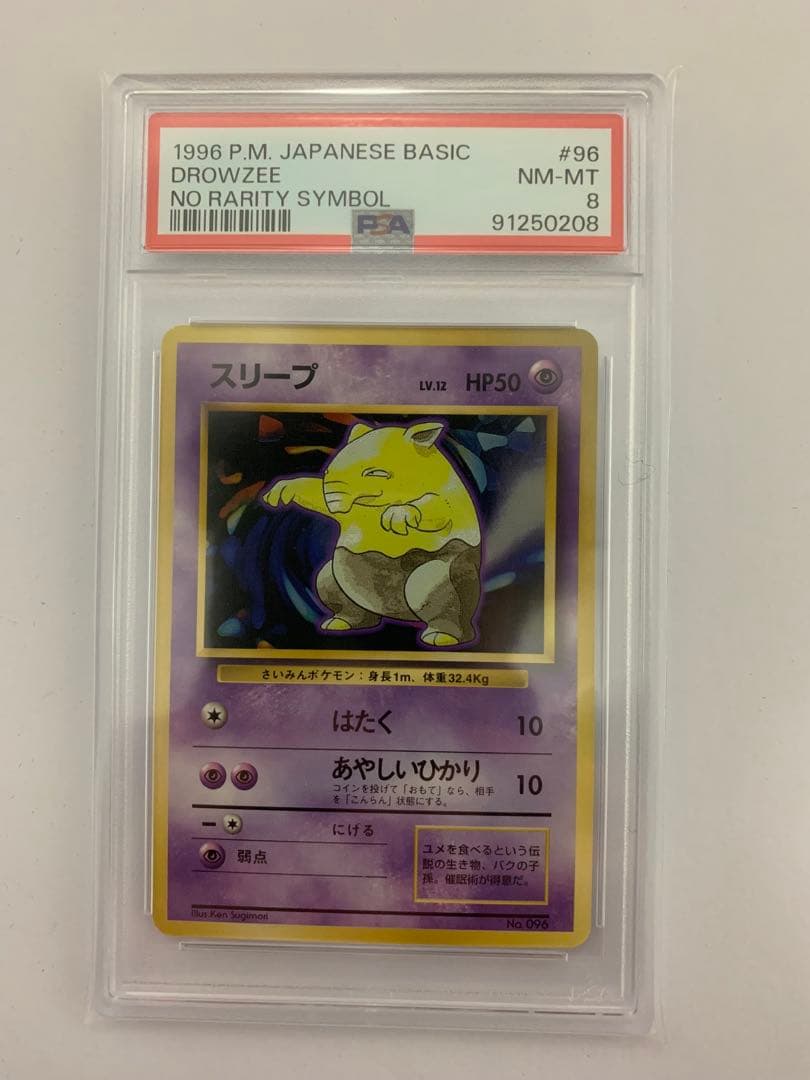 1996 P.M. JAPANESE BASIC #96
DROWZEE NM-MT
NO RARITY SYMBOL 8
PSA 91250208
スリープ LV.12 HP50
さいみんポケモン：身長1m、体重32.4Kg
はたく 10
あやしいひかり 10
コインを投げて「おもて」なら、相手
を「こんらん」状態にする。
にげる
弱点
ユメを食べるという伝
説の生き物、バクの子
孫。催眠術が得意だ。
Illus.Ken Sugimori
No. 096